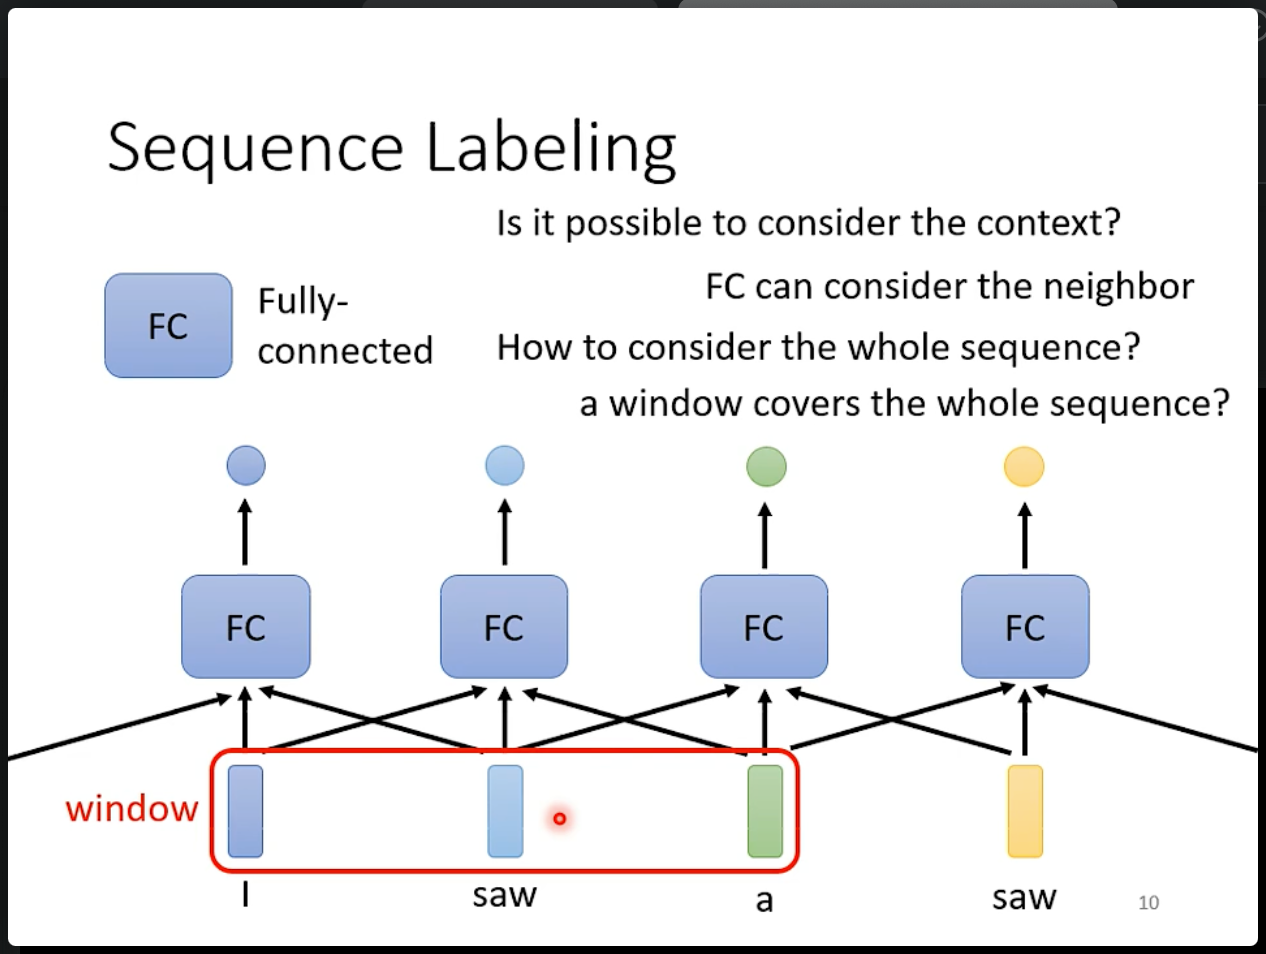 Sequence Labeling
Is it possible to consider the context?
FC can consider the neighbor
How to consider the whole sequence?
a window covers the whole sequence?
FC
Fully-
connected
FC FC FC FC
window
I saw a saw
10